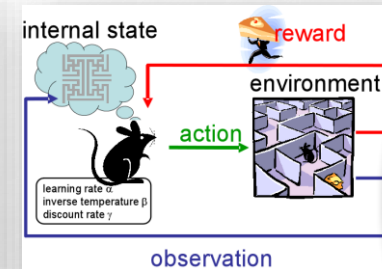 internal state
reward
environment
action
learning rate α
inverse temperature β
discount rate γ
observation